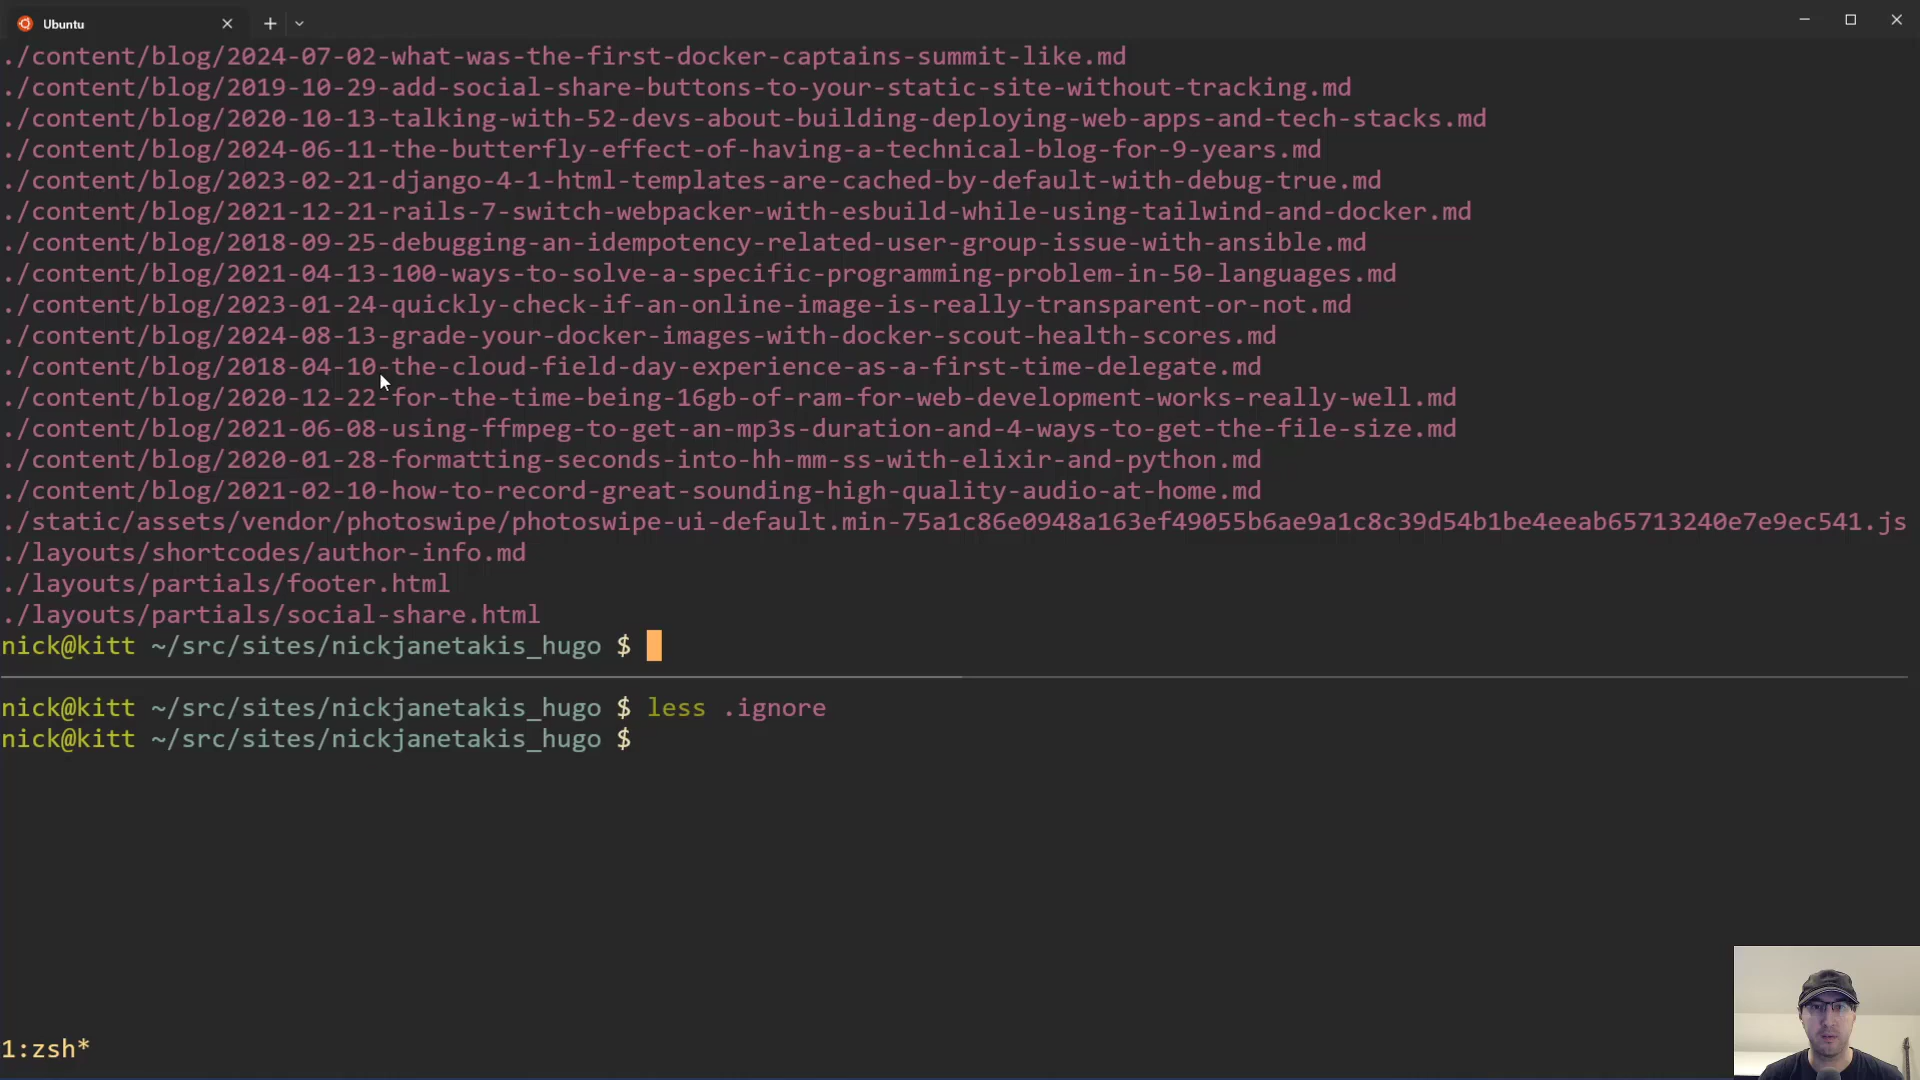 Ubuntu
./content/blog/2024-07-02-what-was-the-first-docker-captains-summit-like.md
./content/blog/2019-10-29-add-social-share-buttons-to-your-static-site-without-tracking.md
./content/blog/2020-10-13-talking-with-52-devs-about-building-deploying-web-apps-and-tech-stacks.md
./content/blog/2024-06-11-the-butterfly-effect-of-having-a-technical-blog-for-9-years.md
./content/blog/2023-02-21-django-4-1-html-templates-are-cached-by-default-with-debug-true.md
./content/blog/2021-12-21-rails-7-switch-webpacker-with-esbuild-while-using-tailwind-and-docker.md
./content/blog/2018-09-25-debugging-an-idempotency-related-user-group-issue-with-ansible.md
./content/blog/2021-04-13-100-ways-to-solve-a-specific-programming-problem-in-50-languages.md
./content/blog/2023-01-24-quickly-check-if-an-online-image-is-really-transparent-or-not.md
./content/blog/2024-08-13-grade-your-docker-images-with-docker-scout-health-scores.md
./content/blog/2018-04-10-the-cloud-field-day-experience-as-a-first-time-delegate.md
./content/blog/2020-12-22-for-the-time-being-16gb-of-ram-for-web-development-works-really-well.md
./content/blog/2021-06-08-using-ffmpeg-to-get-an-mp3s-duration-and-4-ways-to-get-the-file-size.md
./content/blog/2020-01-28-formatting-seconds-into-hh-mm-ss-with-elixir-and-python.md
./content/blog/2021-02-10-how-to-record-great-sounding-high-quality-audio-at-home.md
./static/assets/vendor/photoswipe/photoswipe-ui-default.min-75a1c86e0948a163ef49055b6ae9a1c8c39d54b1be4eeab65713240e7e9ec541.js
./layouts/shortcodes/author-info.md
./layouts/partials/footer.html
./layouts/partials/social-share.html
nick@kitt ~/src/sites/nickjanetakis_hugo $
nick@kitt ~/src/sites/nickjanetakis_hugo $ less .ignore
nick@kitt ~/src/sites/nickjanetakis_hugo $
1:zsh*